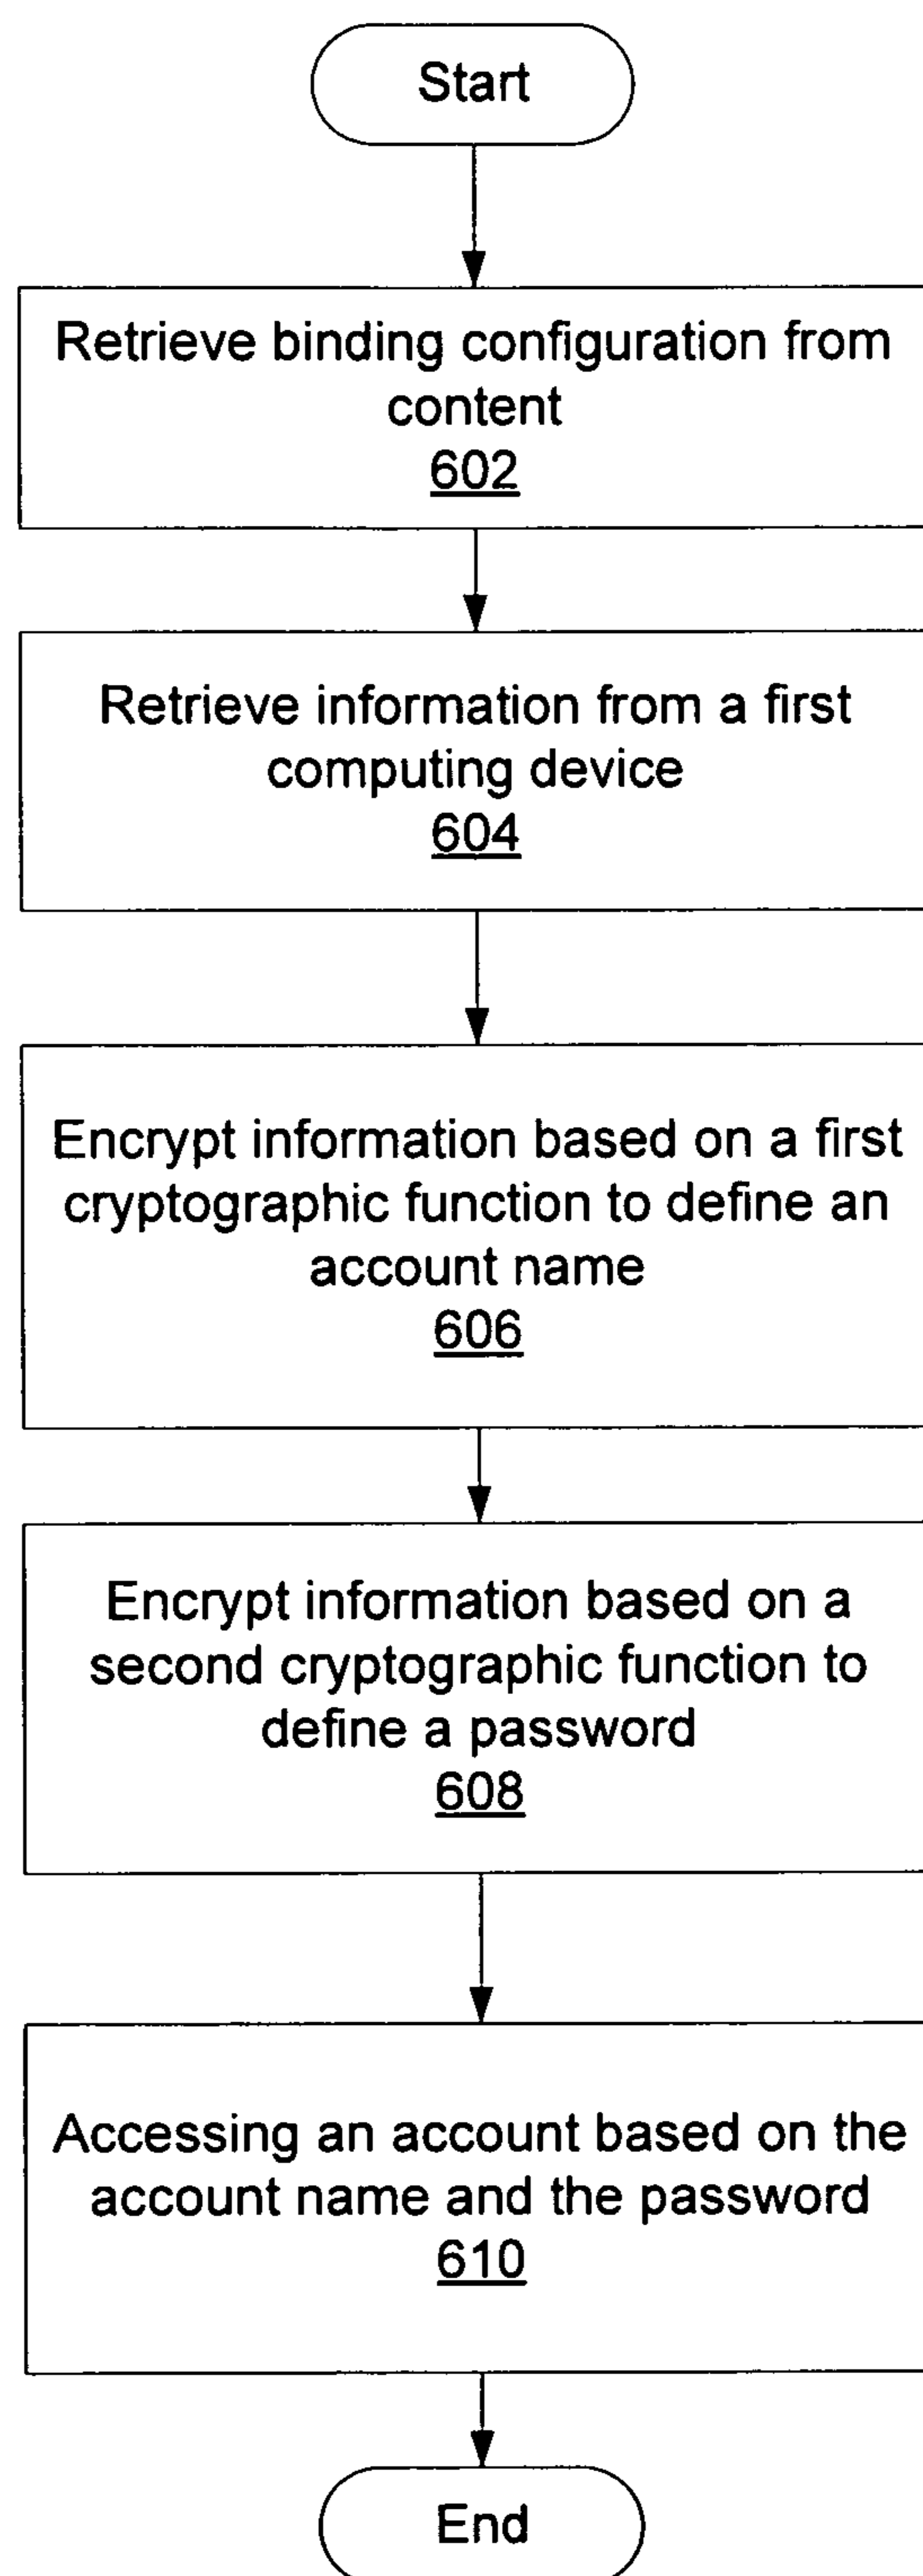 Start
Retrieve binding configuration from
content
602
Retrieve information from a first
computing device
604
Encrypt information based on a first
cryptographic function to define an
account name
606
Encrypt information based on a
second cryptographic function to
define a password
608
Accessing an account based on the
account name and the password
610
End